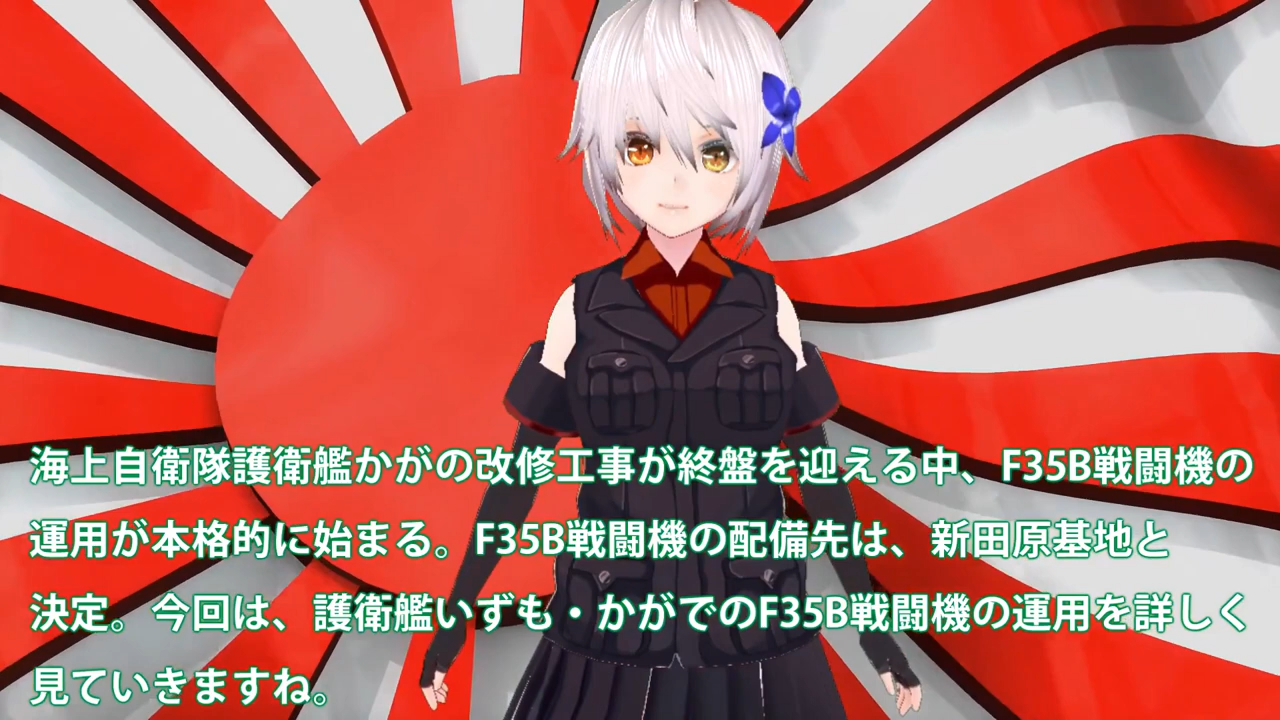 海上自衛隊護衛艦かがの改修工事が終盤を迎える中、F35B戦闘機の
運用が本格的に始まる。F35B戦闘機の配備先は、新田原基地と
決定。今回は、護衛艦いずも・かがでのF35B戦闘機の運用を詳しく
見ていきますね。